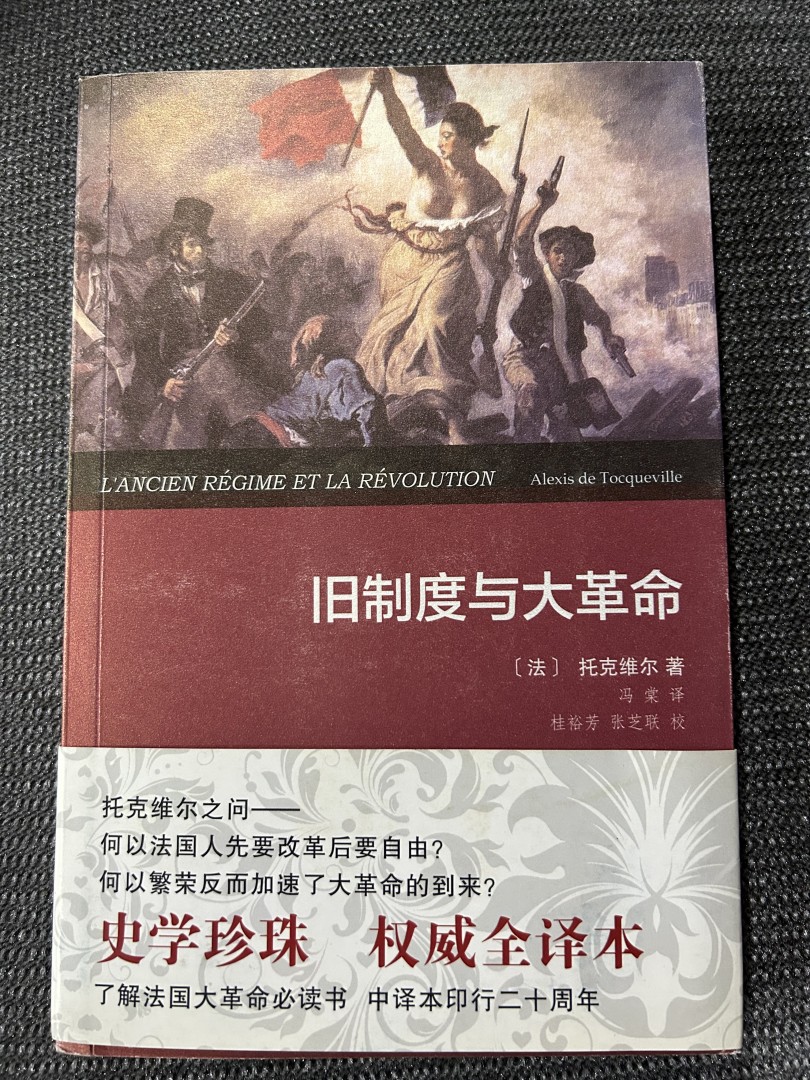 L'ANCIEN RÉGIME ET LA RÉVOLUTION Alexis de Tocqueville
旧制度与大革命
〔法〕 托克维尔 著
冯棠 译
桂裕芳 张芝联 校
托克维尔之问——
何以法国人先要改革后要自由？
何以繁荣反而加速了大革命的到来？
史学珍珠 权威全译本
了解法国大革命必读书 中译本印行二十周年